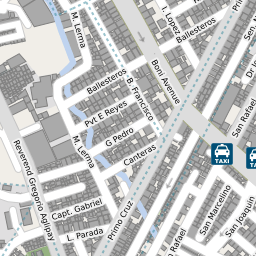 M. Lerma
I. Lopez
Ballesteros
Ballesteros
Boni Avenue
B. Francisco
Pvt E Reyes
G Pedro
M. Lerma
Canteras
Reverend Gregorio Aglipay
Capt. Gabriel
L. Parada
Primo Cruz
San Rafael
TAXI
San Marcelino
San Joaquin
Rafael